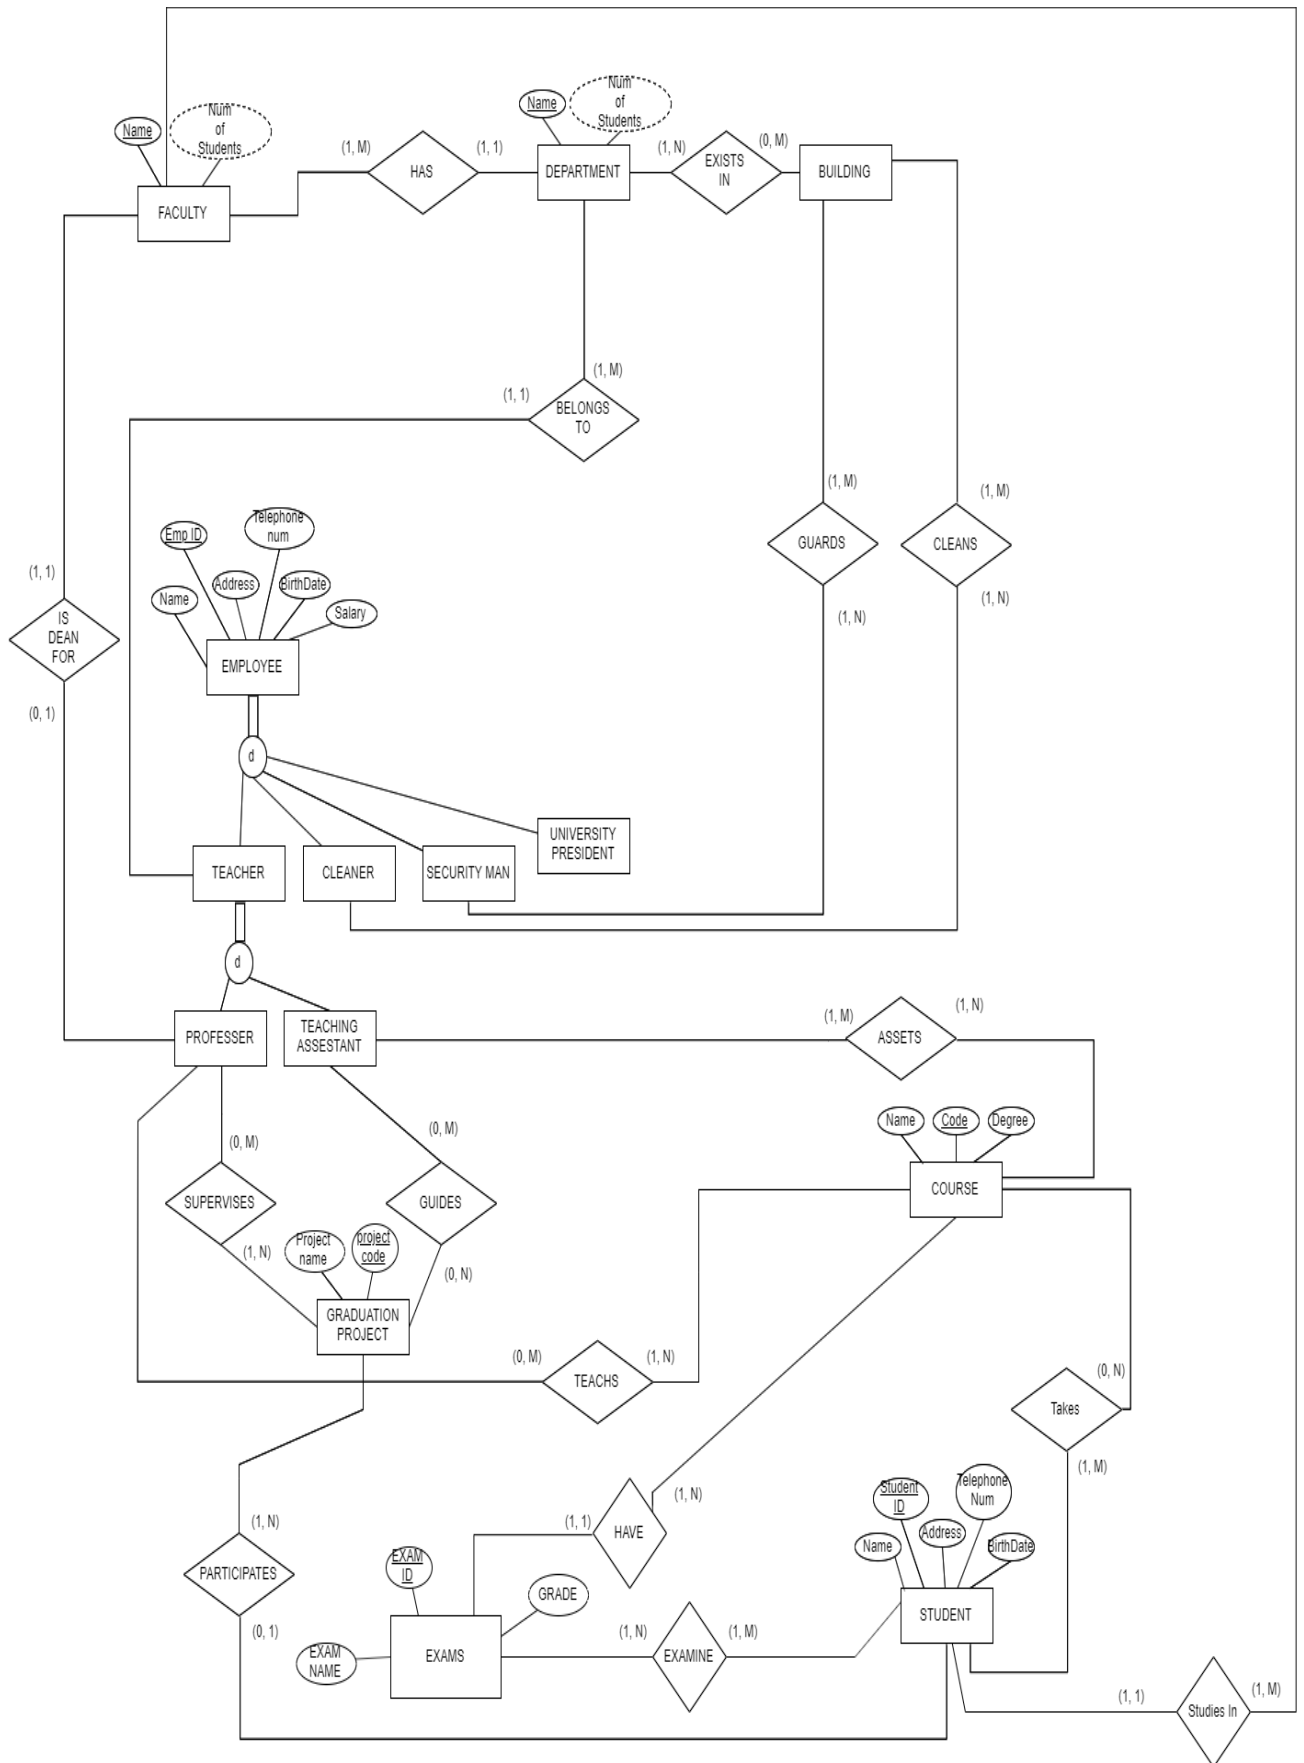 Num
of
Students
Name
Num
of
Students
Name
(1, M)
(1, 1)
(1, N)
(0, M)
HAS
DEPARTMENT
EXISTS
IN
BUILDING
FACULTY
(1, M)
(1, 1)
BELONGS
TO
(1, M)
(1, M)
Telephone
num
Emp ID
GUARDS
CLEANS
(1, 1)
Address
BirthDate
Name
Salary
(1, N)
(1, N)
IS
DEAN
FOR
EMPLOYEE
(0, 1)
d
UNIVERSITY
PRESIDENT
TEACHER
CLEANER
SECURITY MAN
d
(1, M)
(1, N)
PROFESSER
TEACHING
ASSESTANT
ASSETS
Name
Code
Degree
(0, M)
(0, M)
COURSE
SUPERVISES
GUIDES
(1, N)
Project
name
project
code
(0, N)
GRADUATION
PROJECT
(0, M)
(1, N)
(0, N)
TEACHS
Takes
(1, M)
Student
ID
Telephone
Num
(1, N)
(1, N)
(1, 1)
HAVE
Address
Name
BirthDate
EXAM
ID
PARTICIPATES
GRADE
STUDENT
(0, 1)
(1, N)
(1, M)
EXAM
NAME
EXAMS
EXAMINE
(1, 1)
(1, M)
Studies In